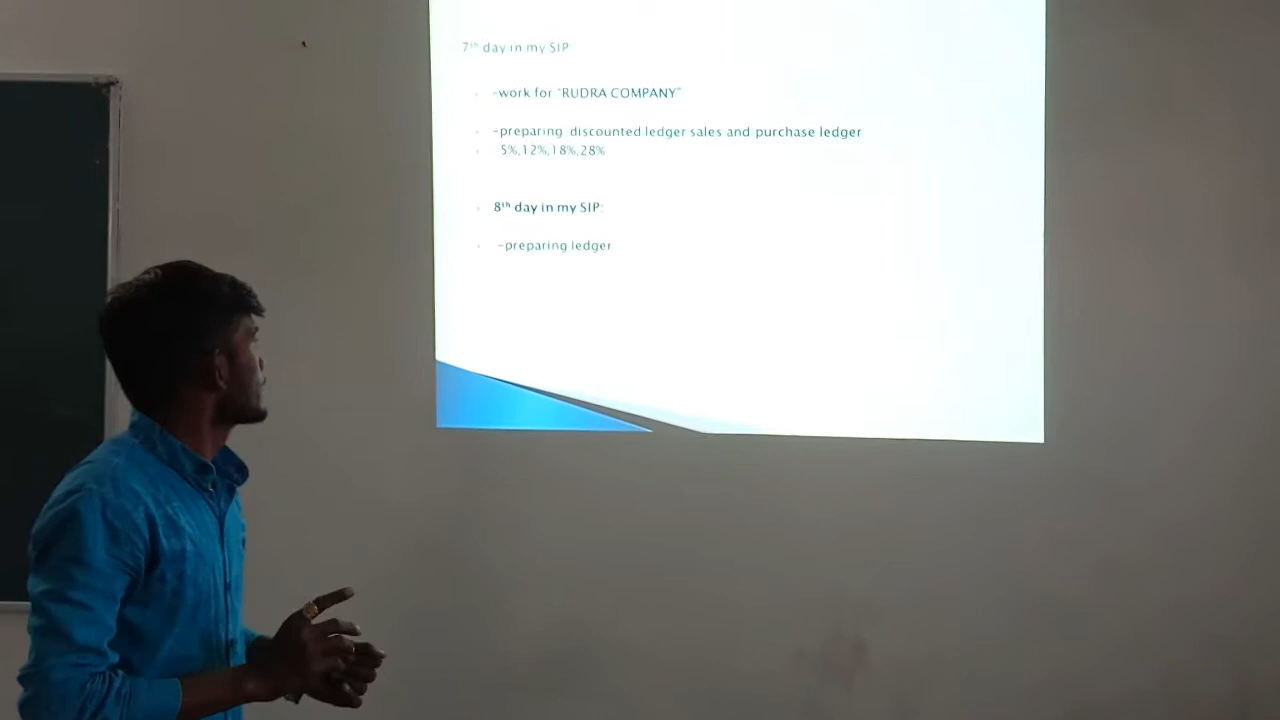 7th day in my SIP:
-work for "RUDRA COMPANY"
-preparing discounted ledger sales and purchase ledger
5%,12%,18%,28%
8th day in my SIP:
-preparing ledger